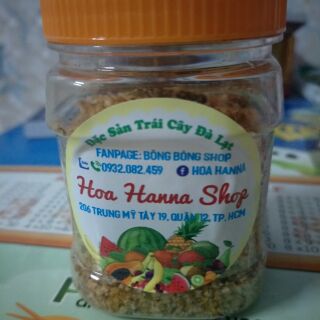 Đặc Sản Trái Cây Đà Lạt
FANPAGE: BÔNG BÔNG SHOP
0932.082.459 HOA HANNA
Hoa Hanna Shop
206 TRUNG MỸ TÂY 19, QUẬN 12, TP, HCM